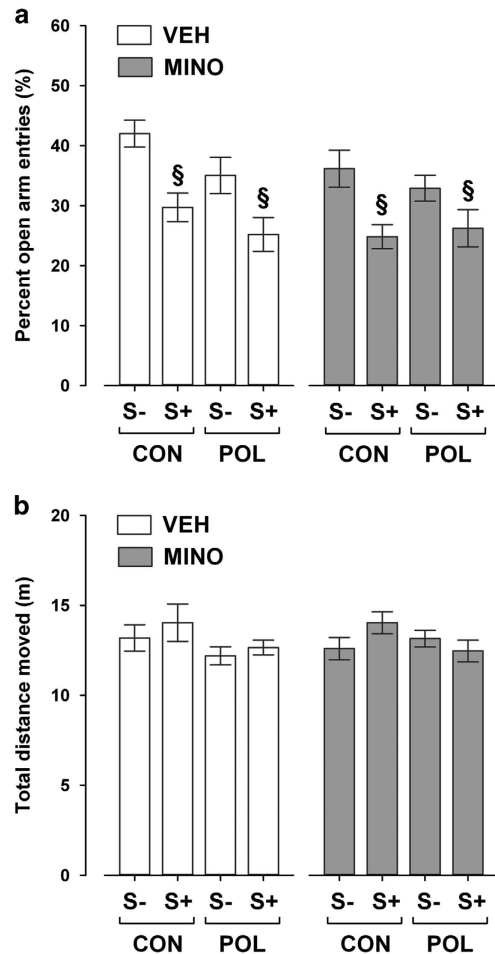 a
Percent open arm entries (%)
60
50
40
30
20
10
0
VEH
MINO
§ § § §
S- S+ S- S+ S- S+ S- S+
CON POL CON POL
b
Total distance moved (m)
20
15
10
5
0
VEH
MINO
S- S+ S- S+ S- S+ S- S+
CON POL CON POL